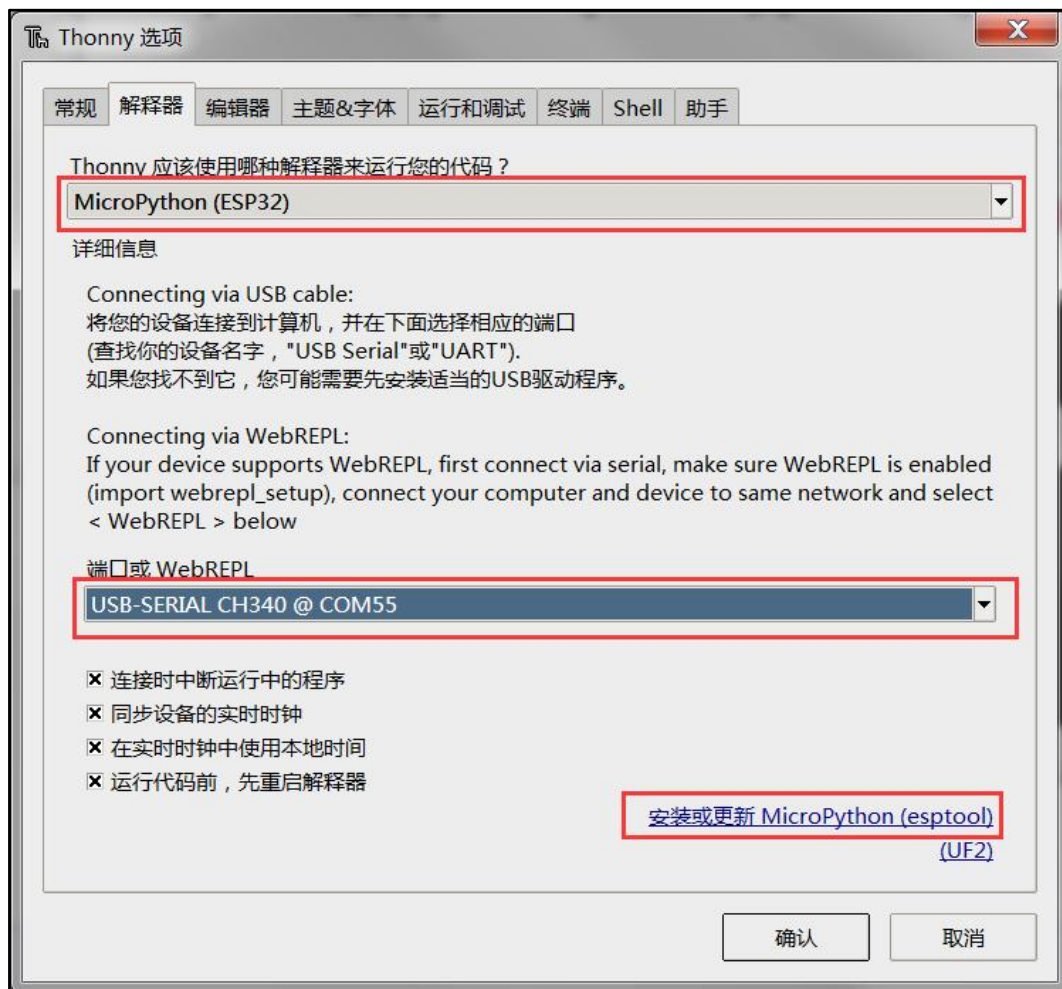 Thonny 选项
常规 解释器 编辑器 主题&字体 运行和调试 终端 Shell 助手
Thonny 应该使用哪种解释器来运行您的代码？
MicroPython (ESP32)
详细信息
Connecting via USB cable:
将您的设备连接到计算机，并在下面选择相应的端口
(查找你的设备名字，"USB Serial"或"UART").
如果您找不到它，您可能需要先安装适当的USB驱动程序。
Connecting via WebREPL:
If your device supports WebREPL, first connect via serial, make sure WebREPL is enabled
(import webrepl_setup), connect your computer and device to same network and select
< WebREPL > below
端口或 WebREPL
USB-SERIAL CH340 @ COM55
连接时中断运行中的程序
同步设备的实时时钟
在实时时钟中使用本地时间
运行代码前，先重启解释器
安装或更新 MicroPython (esptool)
(UF2)
确认 取消